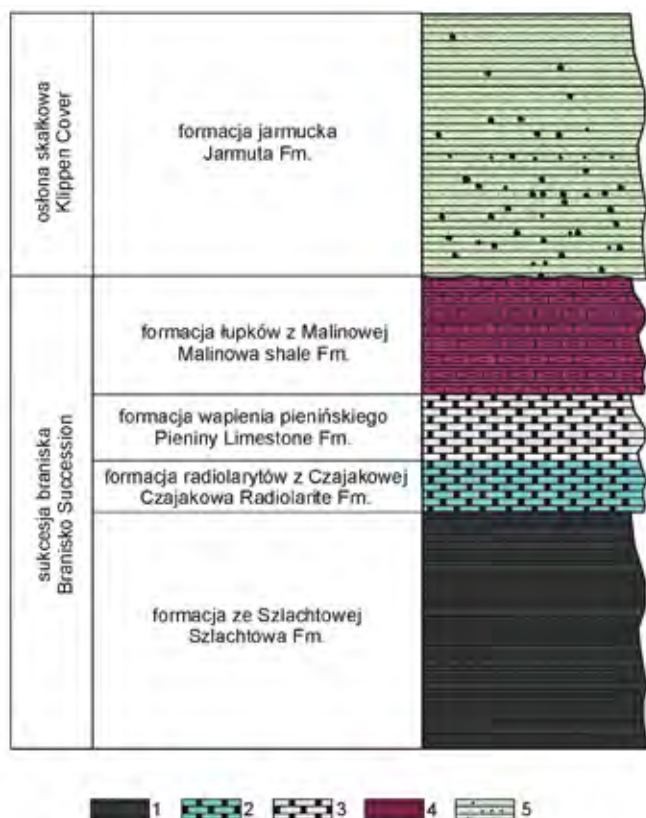 osłona skałkowa
Klippen Cover
formacja jarmucka
Jarmuta Fm.
sukcesja braniska
Branisko Succession
formacja łupków z Malinowej
Malinowa shale Fm.
formacja wapienia pienińskiego
Pieniny Limestone Fm.
formacja radiolarytów z Czajakowej
Czajakowa Radiolarite Fm.
formacja ze Szlachtowej
Szlachtowa Fm.
1 2 3 4 5